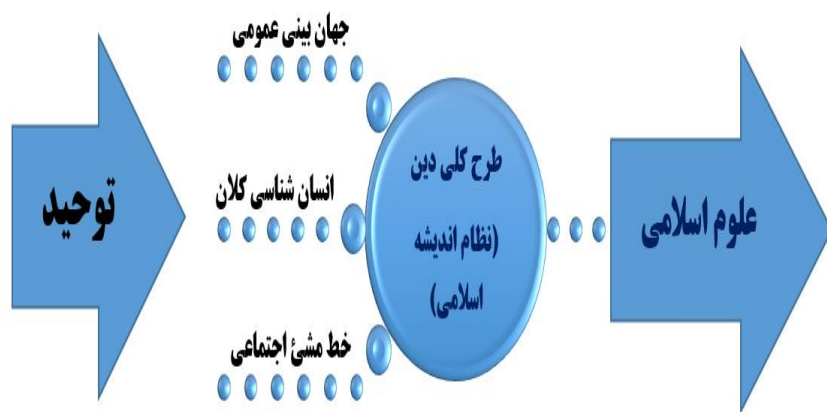 توحید
جهان بینی عمومی
انسان شناسی کلان
خط مشئ اجتماعی
طرح کلی دین
(نظام اندیشه
اسلامی)
علوم اسلامی